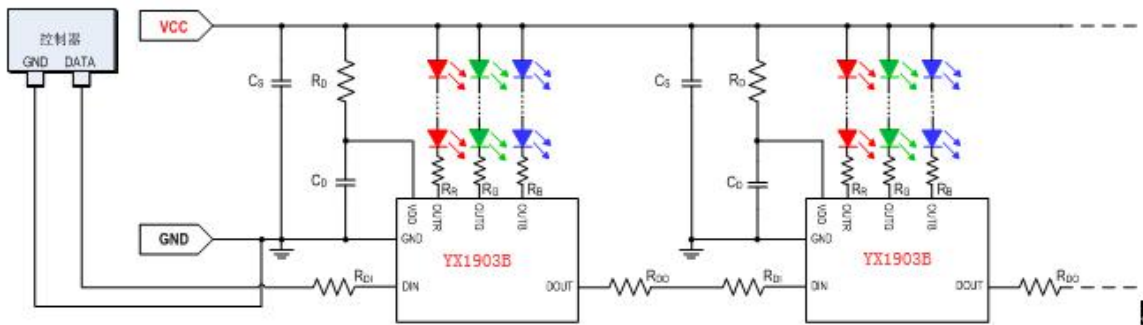 控制器
GND DATA
VCC
GND
CS
RD
CD
RR
RG
RB
VDD
OUTR
OUTG
OUTB
GND
YX1903B
DIN
DOUT
RDI
RDO
RDI
CS
RD
CD
RR
RG
RB
VDD
OUTR
OUTG
OUTB
GND
YX1903B
DIN
DOUT
RDO